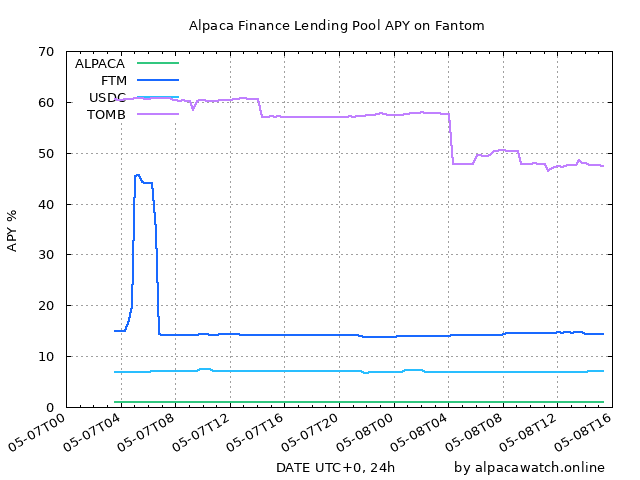 Alpaca Finance Lending Pool APY on Fantom
70
60
50
40
30
20
10
0
APY %
ALPACA
FTM
USDC
TOMB
05-07T00
05-07T04
05-07T08
05-07T12
05-07T16
05-07T20
05-08T00
05-08T04
05-08T08
05-08T12
05-08T16
DATE UTC+0, 24h
by alpacawatch.online